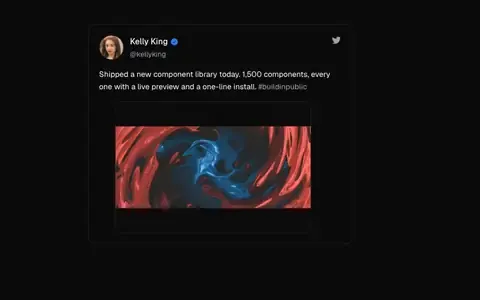 Kelly King
@kellyking
Shipped a new component library today. 1,500 components, every
one with a live preview and a one-line install. #buildinpublic